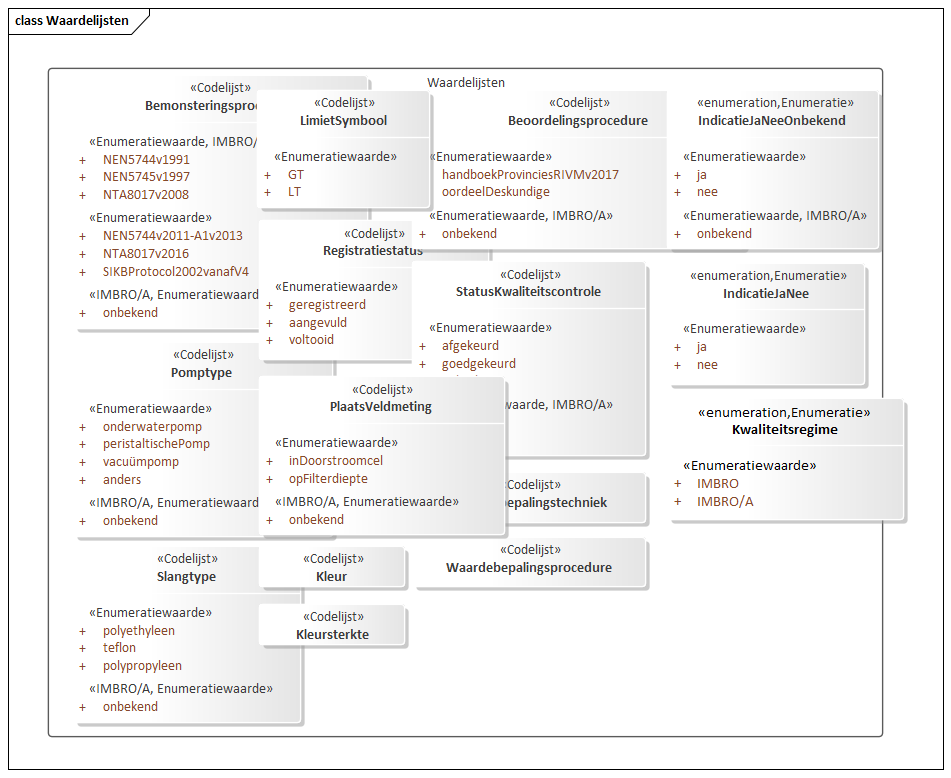 class Waardelijsten
Waardelijsten
«Codelijst»
«Enumeratiewaarde, IMBRO/
+ NEN5744v1991
+ NEN5745v1997
+ NTA8017v2008
«Enumeratiewaarde»
+ NEN5744v2011-A1v2013
+ NTA8017v2016
+ SIKBProtocol2002vanafV4
«IMBRO/A, Enumeratiewaard
+ onbekend
«Codelijst»
LimietSymbool
«Enumeratiewaarde»
+ GT
+ LT
«Codelijst»
Beoordelingsprocedure
«Enumeratiewaarde»
handboekProvinciesRIVMv2017
oordeelDeskundige
«Enumeratiewaarde, IMBRO/A»
+ onbekend
«enumeration,Enumeratie»
IndicatieJaNeeOnbekend
«Enumeratiewaarde»
+ ja
+ nee
«Enumeratiewaarde, IMBRO/A»
+ onbekend
«Codelijst»
Registratiestatus
«Enumeratiewaarde»
+ geregistreerd
+ aangevuld
+ voltooid
«Codelijst»
StatusKwaliteitscontrole
«Enumeratiewaarde»
+ afgekeurd
+ goedgekeurd
waarde, IMBRO/A»
«enumeration,Enumeratie»
IndicatieJaNee
«Enumeratiewaarde»
+ ja
+ nee
«Codelijst»
Pomptype
«Enumeratiewaarde»
+ onderwaterpomp
+ peristaltischePomp
+ vacuümpomp
+ anders
«IMBRO/A, Enumeratiewaard
+ onbekend
«Codelijst»
PlaatsVeldmeting
«Enumeratiewaarde»
+ inDoorstroomcel
+ opFilterdiepte
«IMBRO/A, Enumeratiewaarde»
+ onbekend
«enumeration,Enumeratie»
Kwaliteitsregime
«Enumeratiewaarde»
+ IMBRO
+ IMBRO/A
«Codelijst»
epalingstechniek
«Codelijst»
Waardebepalingsprocedure
«Codelijst»
Slangtype
«Enumeratiewaarde»
+ polyethyleen
+ teflon
+ polypropyleen
«IMBRO/A, Enumeratiewaarde»
+ onbekend
«Codelijst»
Kleur
«Codelijst»
Kleursterkte